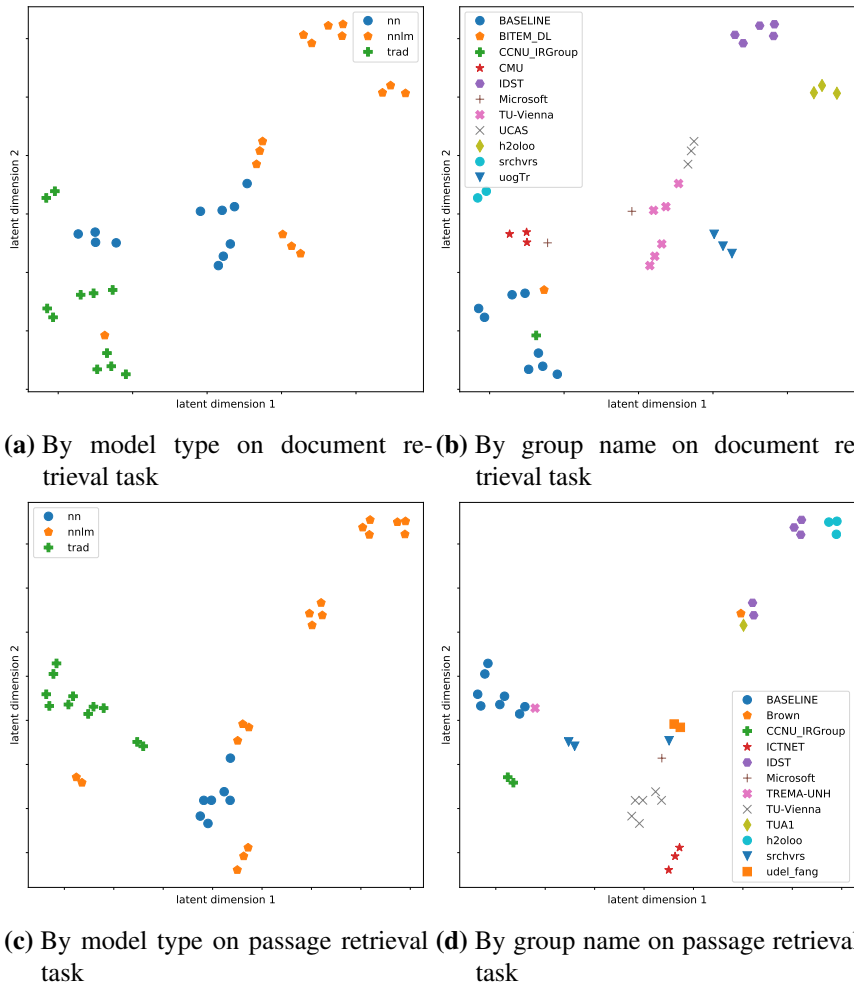 nn
nnlm
trad
latent dimension 2
latent dimension 1
BASELINE
BITEM_DL
CCNU_IRGroup
CMU
IDST
Microsoft
TU-Vienna
UCAS
h2oloo
srchvrs
uogTr
latent dimension 2
latent dimension 1
(a) By model type on document re-
trieval task
(b) By group name on document re-
trieval task
nn
nnlm
trad
latent dimension 2
latent dimension 1
BASELINE
Brown
CCNU_IRGroup
ICTNET
IDST
Microsoft
TREMA-UNH
TU-Vienna
TUA1
h2oloo
srchvrs
udel_fang
latent dimension 2
latent dimension 1
(c) By model type on passage retrieval
task
(d) By group name on passage retrieval
task